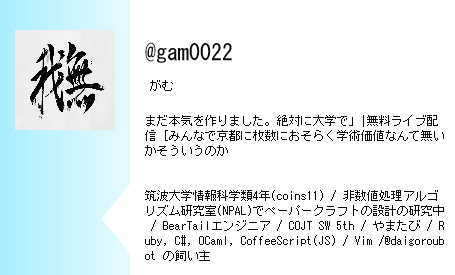 我無
@gam0022
がむ
まだ本気を作りました。絶対に大学で」|無料ライブ配
信 [みんなで京都に枚数におそらく学術価値なんて無い
かそういうのか
筑波大学情報科学類4年(coins11) / 非数値処理アルゴ
リズム研究室(NPAL)でペーパークラフトの設計の研究中
/ BearTailエンジニア / COJT SW 5th / やまたび / R
uby, C#, OCaml, CoffeeScript(JS) / Vim /@daigorou
bot の飼い主